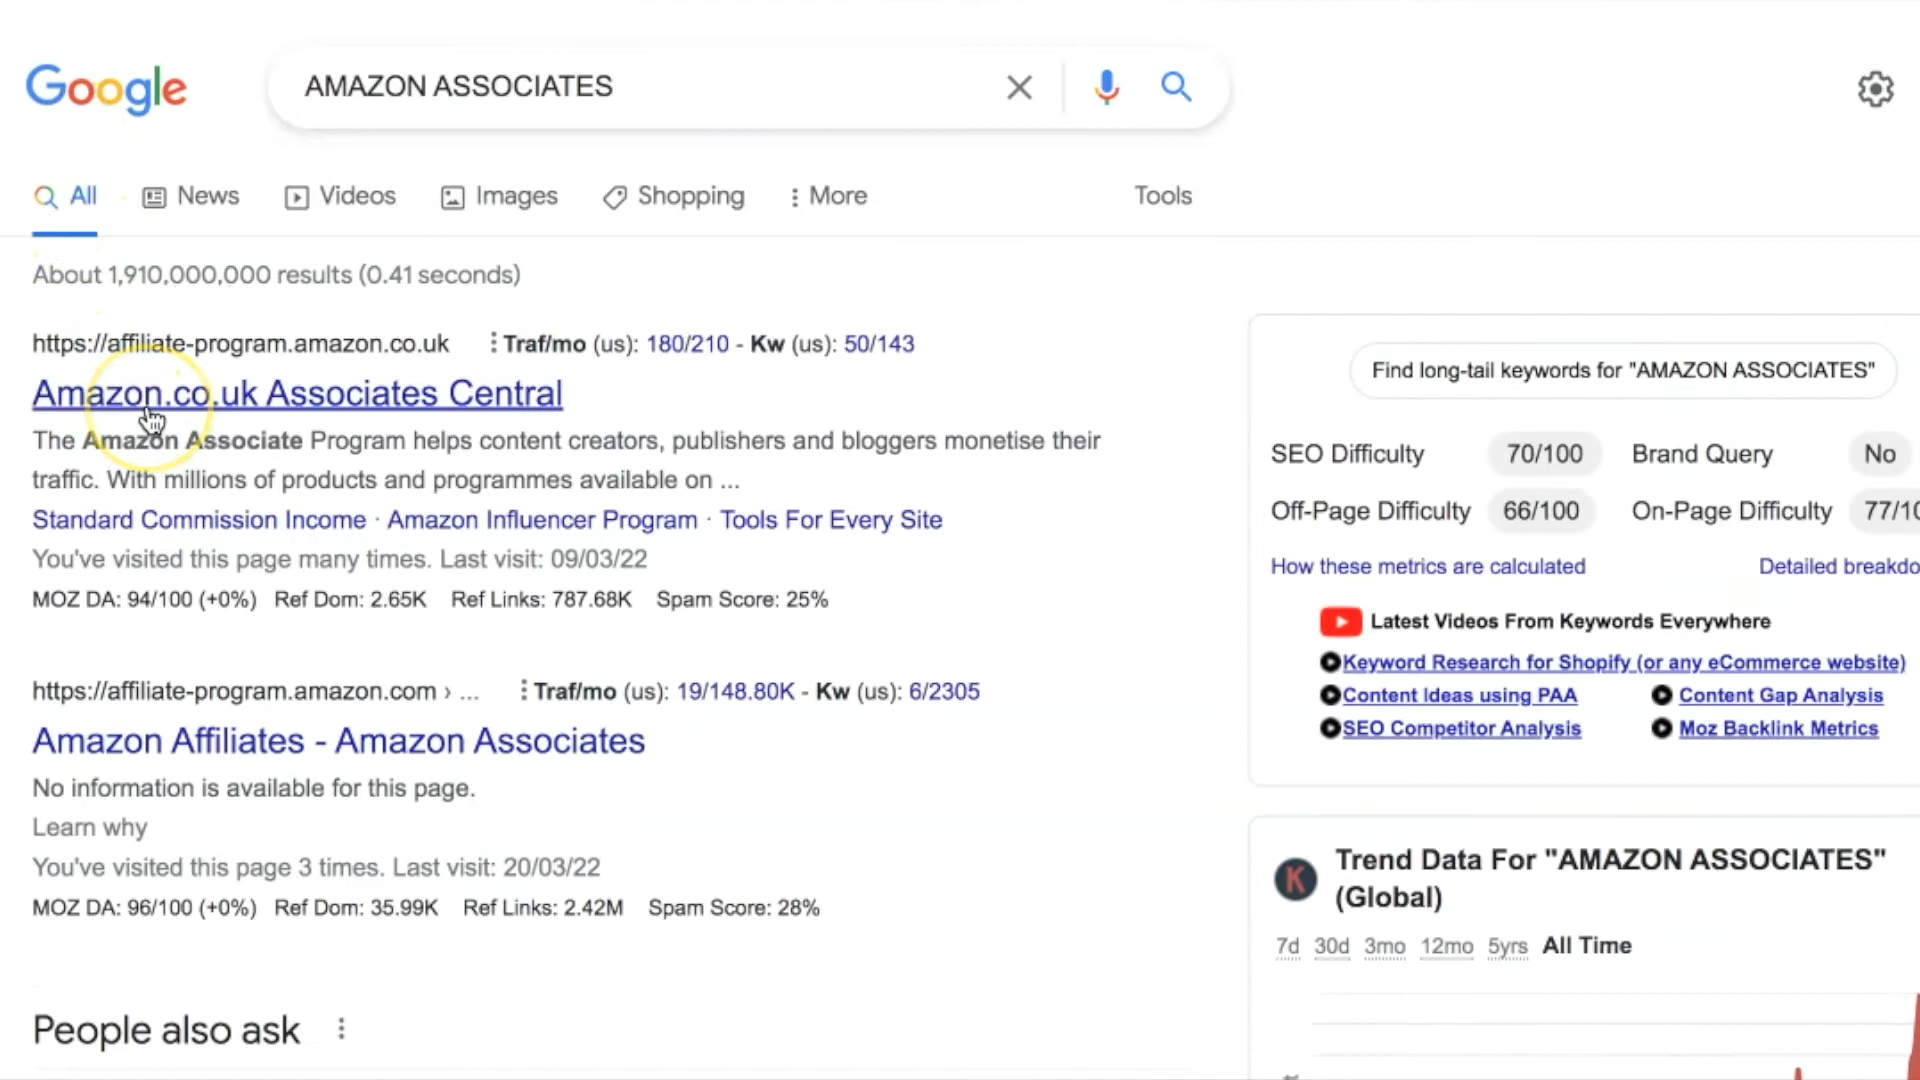 Google
AMAZON ASSOCIATES
All
News
Videos
Images
Shopping
More
Tools
About 1,910,000,000 results (0.41 seconds)
https://affiliate-program.amazon.co.uk
Traf/mo (us): 180/210 - Kw (us): 50/143
Amazon.co.uk Associates Central
The Amazon Associate Program helps content creators, publishers and bloggers monetise their
traffic. With millions of products and programmes available on ...
Standard Commission Income · Amazon Influencer Program · Tools For Every Site
You've visited this page many times. Last visit: 09/03/22
MOZ DA: 94/100 (+0%) Ref Dom: 2.65K Ref Links: 787.68K Spam Score: 25%
https://affiliate-program.amazon.com › ...
Traf/mo (us): 19/148.80K - Kw (us): 6/2305
Amazon Affiliates - Amazon Associates
No information is available for this page.
Learn why
You've visited this page 3 times. Last visit: 20/03/22
MOZ DA: 96/100 (+0%) Ref Dom: 35.99K Ref Links: 2.42M Spam Score: 28%
People also ask
Find long-tail keywords for "AMAZON ASSOCIATES"
SEO Difficulty 70/100 Brand Query No
Off-Page Difficulty 66/100 On-Page Difficulty 77/10
How these metrics are calculated
Detailed breakdo
Latest Videos From Keywords Everywhere
Keyword Research for Shopify (or any eCommerce website)
Content Ideas using PAA
Content Gap Analysis
SEO Competitor Analysis
Moz Backlink Metrics
K
Trend Data For "AMAZON ASSOCIATES"
(Global)
7d 30d 3mo 12mo 5yrs All Time